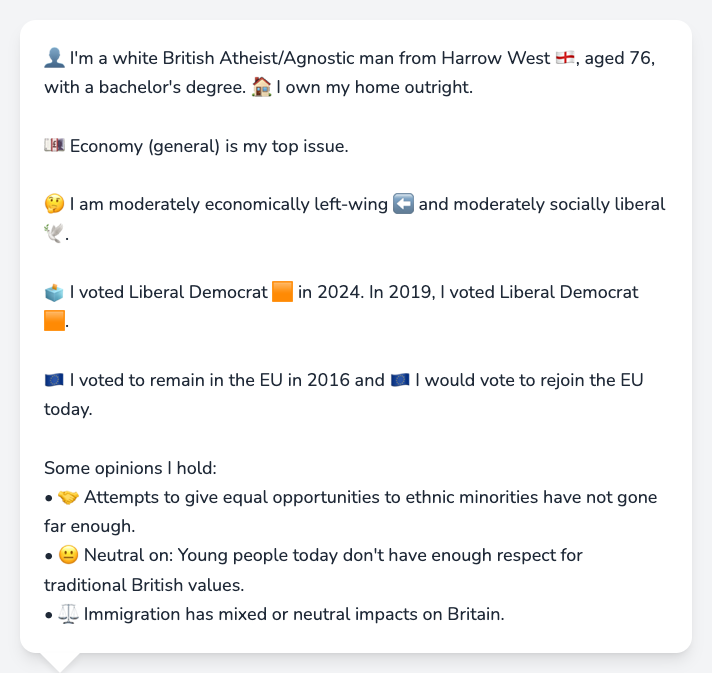 👤 I'm a white British Atheist/Agnostic man from Harrow West 🏴󠁧󠁢󠁥󠁮󠁧󠁿, aged 76,
with a bachelor's degree. 🏠 I own my home outright.
💷 Economy (general) is my top issue.
🤔 I am moderately economically left-wing ⬅️ and moderately socially liberal
🕊️.
🗳️ I voted Liberal Democrat 🟧 in 2024. In 2019, I voted Liberal Democrat
🟧.
🇪🇺 I voted to remain in the EU in 2016 and 🇪🇺 I would vote to rejoin the EU
today.
Some opinions I hold:
• 🤝 Attempts to give equal opportunities to ethnic minorities have not gone
far enough.
• 😐 Neutral on: Young people today don't have enough respect for
traditional British values.
• ⚖️ Immigration has mixed or neutral impacts on Britain.